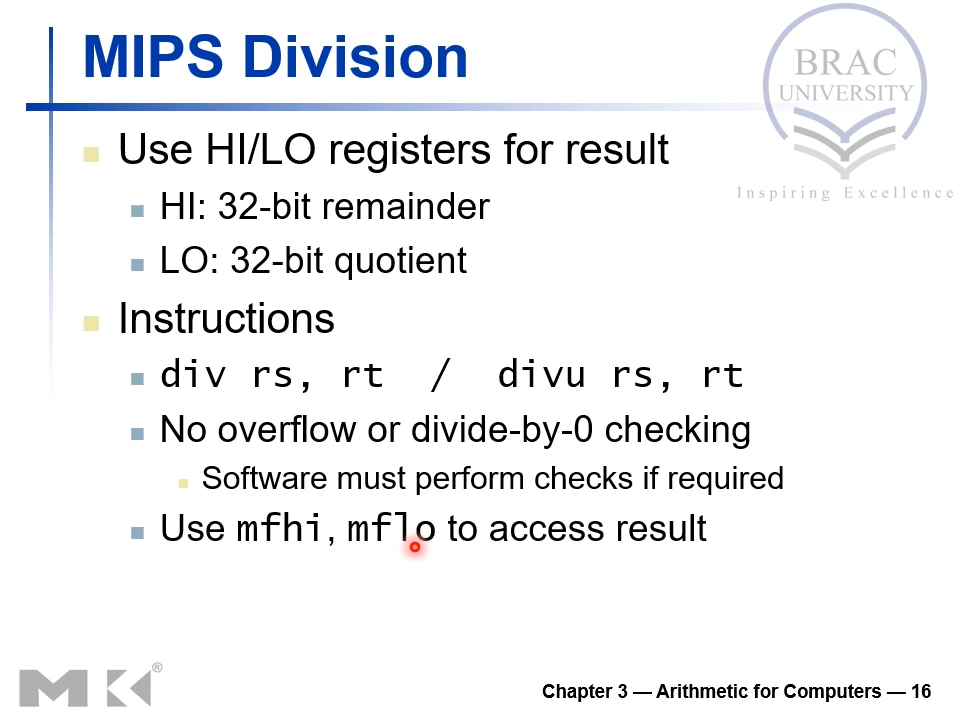 MIPS Division
BRAC
UNIVERSITY
Inspiring Excellence
Use HI/LO registers for result
HI: 32-bit remainder
LO: 32-bit quotient
Instructions
div rs, rt / divu rs, rt
No overflow or divide-by-0 checking
Software must perform checks if required
Use mfhi, mflo to access result
MK®
Chapter 3 — Arithmetic for Computers — 16